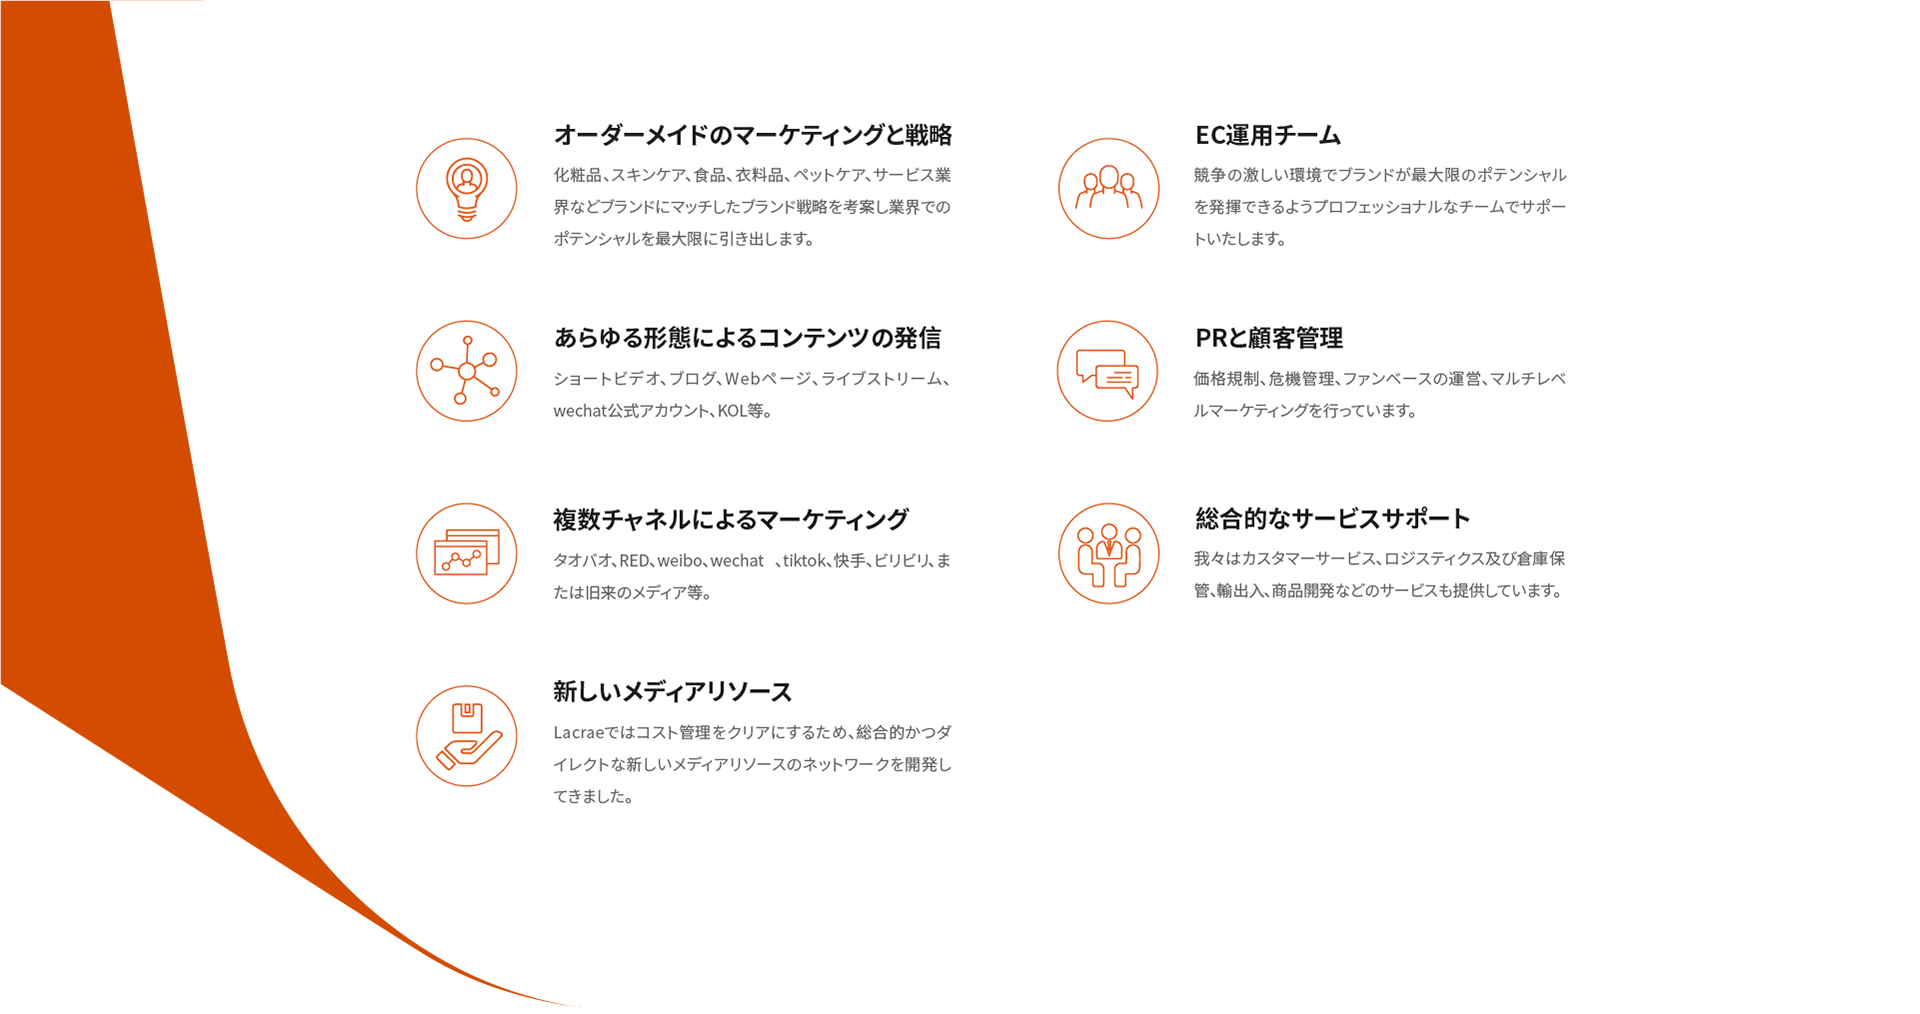 オーダーメイドのマーケティングと戦略
化粧品、スキンケア、食品、衣料品、ペットケア、サービス業
界などブランドにマッチしたブランド戦略を考案し業界での
ポテンシャルを最大限に引き出します。
あらゆる形態によるコンテンツの発信
ショートビデオ、ブログ、Webページ、ライブストリーム、
wechat公式アカウント、KOL等。
複数チャネルによるマーケティング
タオバオ、RED、weibo、wechat 、tiktok、快手、ビリビリ、ま
たは旧来のメディア等。
新しいメディアリソース
Lacraeではコスト管理をクリアにするため、総合的かつダ
イレクトな新しいメディアリソースのネットワークを開発し
てきました。
EC運用チーム
競争の激しい環境でブランドが最大限のポテンシャル
を発揮できるようプロフェッショナルなチームでサポー
トいたします。
PRと顧客管理
価格規制、危機管理、ファンベースの運営、マルチレベ
ルマーケティングを行っています。
総合的なサービスサポート
我々はカスタマーサービス、ロジスティクス及び倉庫保
管、輸出入、商品開発などのサービスも提供しています。